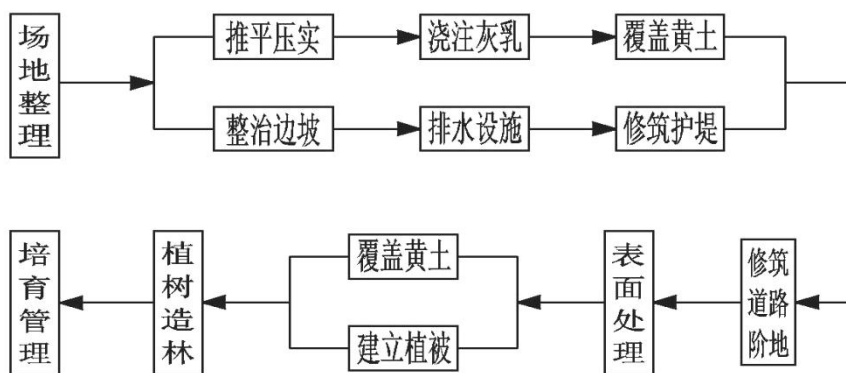 场地整理
推平压实
浇注灰乳
覆盖黄土
整治边坡
排水设施
修筑护堤
修筑道路阶地
表面处理
覆盖黄土
建立植被
植树造林
培育管理